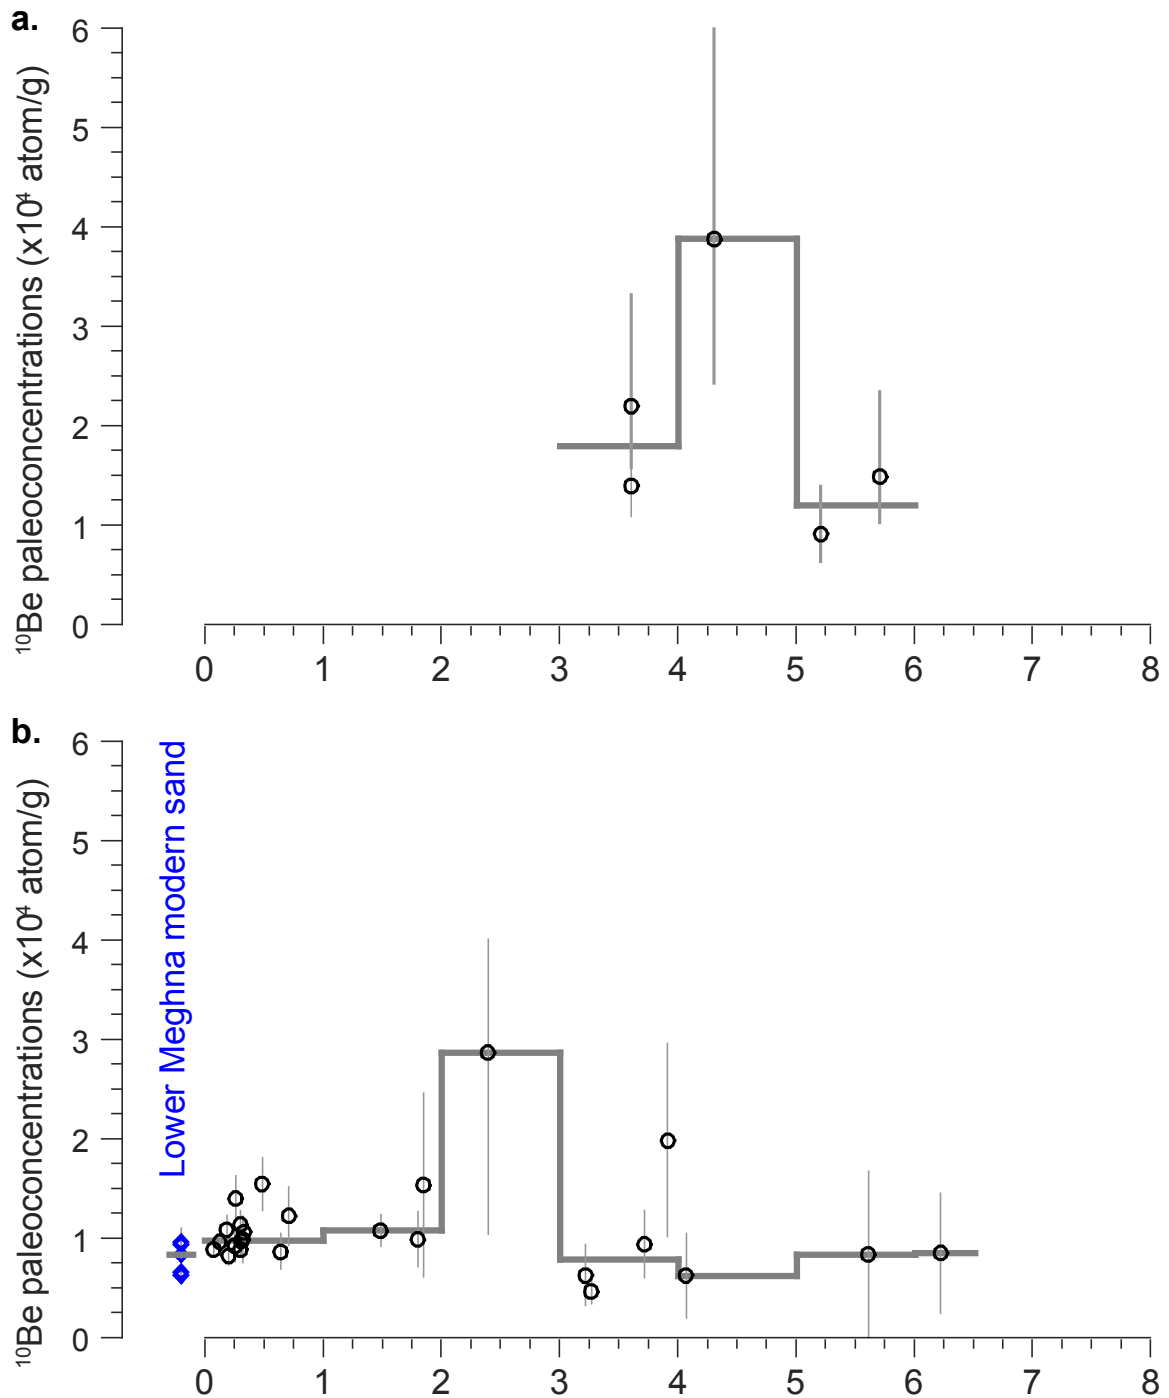 a.
¹⁰Be paleoconcentrations (x10⁴ atom/g)
6
5
4
3
2
1
0
0 1 2 3 4 5 6 7 8
b.
¹⁰Be paleoconcentrations (x10⁴ atom/g)
Lower Meghna modern sand
6
5
4
3
2
1
0
0 1 2 3 4 5 6 7 8